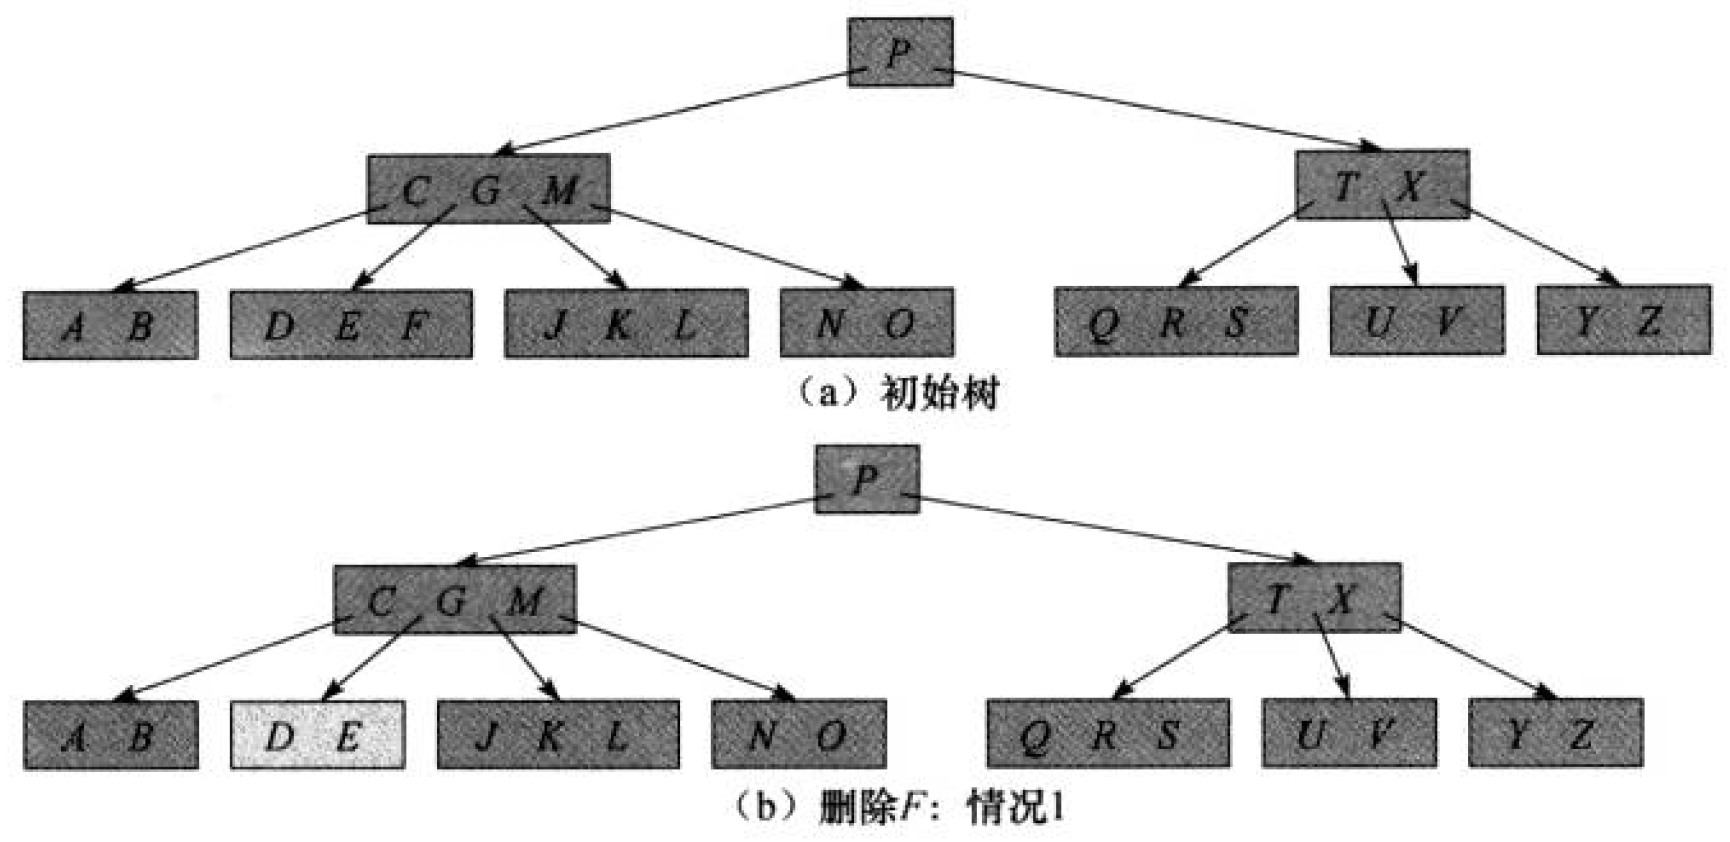 P
C G M T X
A B D E F J K L N O Q R S U V Y Z
（a）初始树
P
C G M T X
A B D E J K L N O Q R S U V Y Z
（b）删除F：情况1